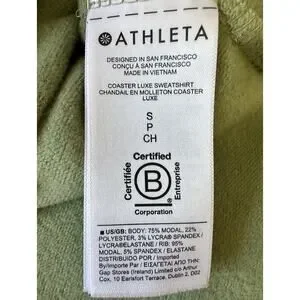 ATHLETA
DESIGNED IN SAN FRANCISCO
CONÇU À SAN FRANCISCO
MADE IN VIETNAM
COASTER LUXE SWEATSHIRT
CHANDAIL EN MOLLETON COASTER
LUXE
S
P
CH
Certified
Certifiée
B
Entreprise
Corporation
US/GB: BODY: 75% MODAL, 22%
POLYESTER, 3% LYCRA® SPANDEX /
LYCRA®ELASTANE / RIB: 95%
MODAL, 5% SPANDEX / ELASTANE
DISTRIBUIDO POR / Imported
By/Importe Par / ΕΙΣΑΓΕΤΑΙ ΑΠΟ ΤΗΝ:
Gap Stores (Ireland) Limited c/o Arthur
Cox, 10 Earlsfort Terrace, Dublin 2, D02